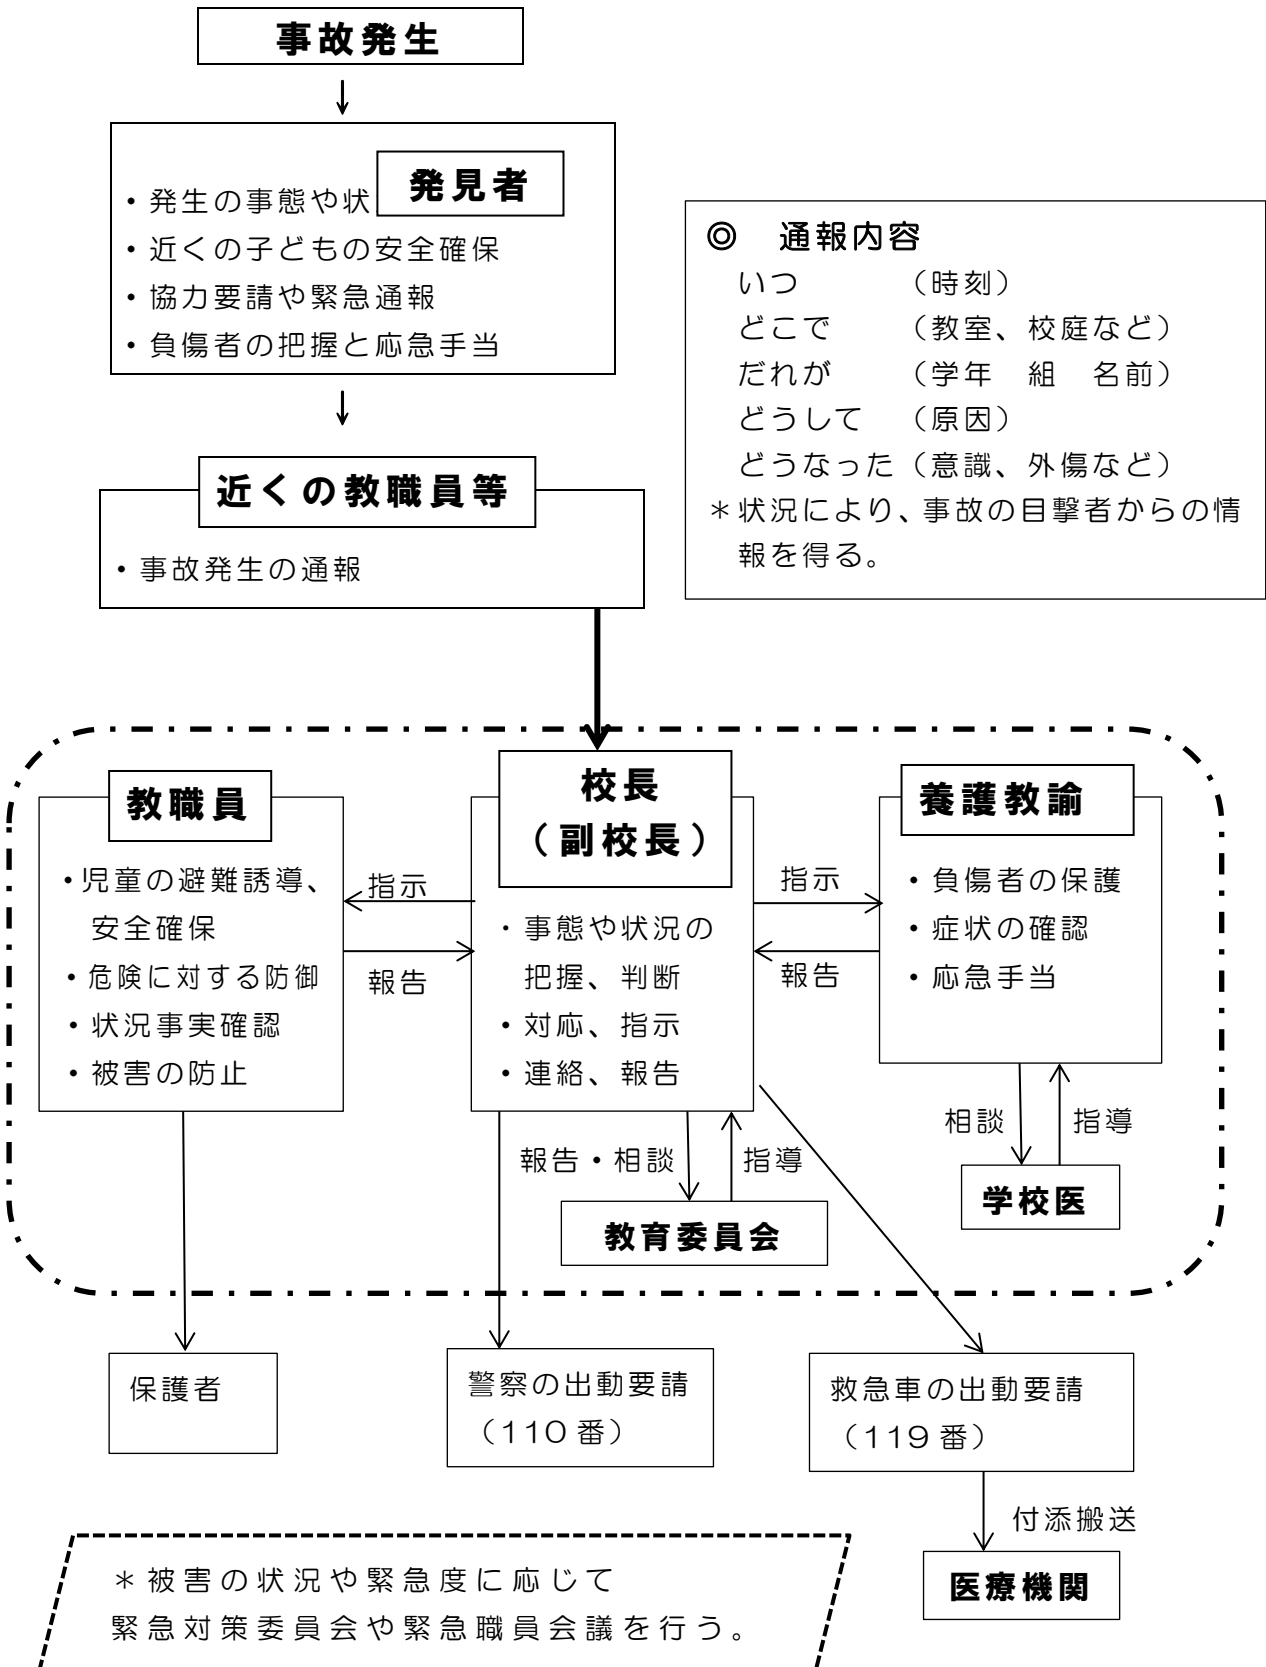 事故発生
発見者
・発生の事態や状
・近くの子どもの安全確保
・協力要請や緊急通報
・負傷者の把握と応急手当
◎　通報内容
いつ　　　（時刻）
どこで　　（教室、校庭など）
だれが　　（学年　組　名前）
どうして　（原因）
どうなった（意識、外傷など）
＊状況により、事故の目撃者からの情
報を得る。
近くの教職員等
・事故発生の通報
教職員
・児童の避難誘導、
安全確保
・危険に対する防御
・状況事実確認
・被害の防止
指示
報告
校長
（副校長）
・事態や状況の
把握、判断
・対応、指示
・連絡、報告
指示
報告
養護教諭
・負傷者の保護
・症状の確認
・応急手当
報告・相談
指導
教育委員会
相談
指導
学校医
保護者
警察の出動要請
（110番）
救急車の出動要請
（119番）
付添搬送
医療機関
＊被害の状況や緊急度に応じて
緊急対策委員会や緊急職員会議を行う。